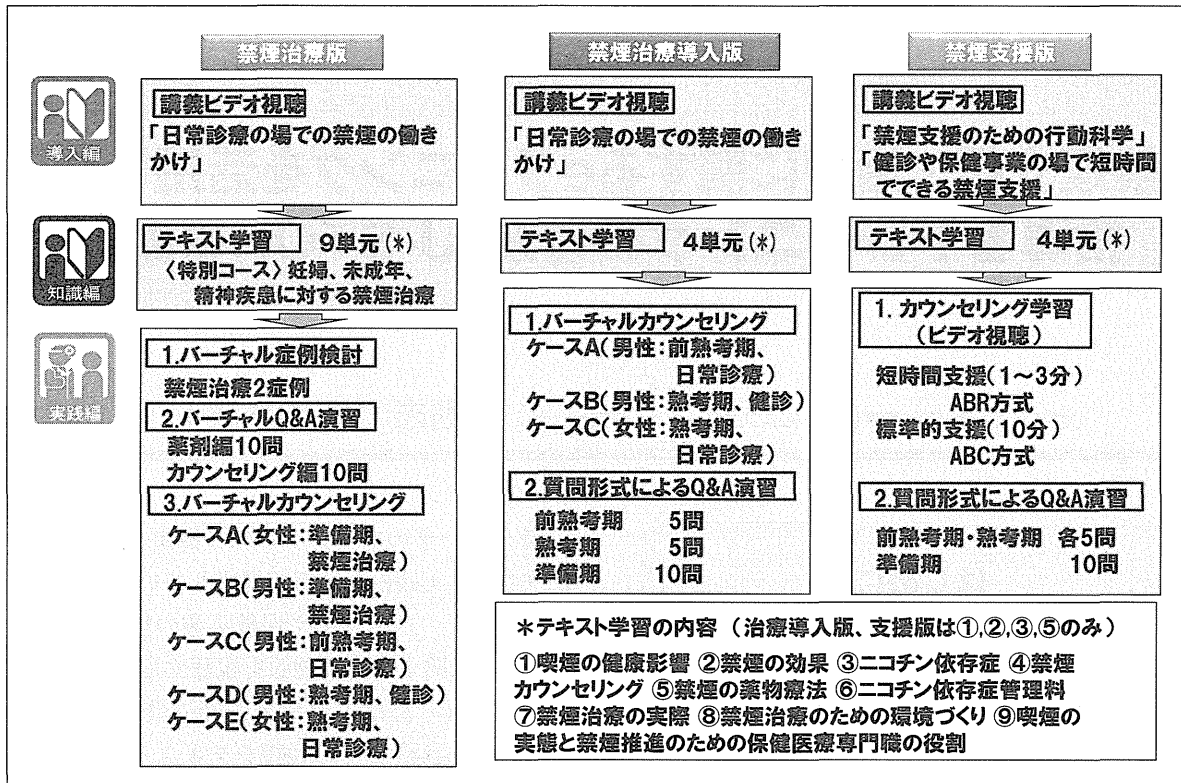 禁煙治療版
禁煙治療導入版
禁煙支援版
導入編
講義ビデオ視聴
「日常診療の場での禁煙の働き
かけ」
講義ビデオ視聴
「日常診療の場での禁煙の働き
かけ」
講義ビデオ視聴
「禁煙支援のための行動科学」
「健診や保健事業の場で短時間
でできる禁煙支援」
知識編
テキスト学習 9単元(*)
〈特別コース〉妊婦、未成年、
精神疾患に対する禁煙治療
テキスト学習 4単元(*)
テキスト学習 4単元(*)
実践編
1.バーチャル症例検討
禁煙治療2症例
2.バーチャルQ&A演習
薬剤編10問
カウンセリング編10問
3.バーチャルカウンセリング
ケースA(女性:準備期、
禁煙治療)
ケースB(男性:準備期、
禁煙治療)
ケースC(男性:前熟考期、
日常診療)
ケースD(男性:熟考期、健診)
ケースE(女性:熟考期、
日常診療)
1.バーチャルカウンセリング
ケースA(男性:前熟考期、
日常診療)
ケースB(男性:熟考期、健診)
ケースC(女性:熟考期、
日常診療)
2.質問形式によるQ&A演習
前熟考期 5問
熟考期 5問
準備期 10問
1. カウンセリング学習
(ビデオ視聴)
短時間支援(1~3分)
ABR方式
標準的支援(10分)
ABC方式
2.質問形式によるQ&A演習
前熟考期・熟考期 各5問
準備期 10問
*テキスト学習の内容 (治療導入版、支援版は①,②,③,⑤のみ)
①喫煙の健康影響 ②禁煙の効果 ③ニコチン依存症 ④禁煙
カウンセリング ⑤禁煙の薬物療法 ⑥ニコチン依存症管理料
⑦禁煙治療の実際 ⑧禁煙治療のための環境づくり ⑨喫煙の
実態と禁煙推進のための保健医療専門職の役割